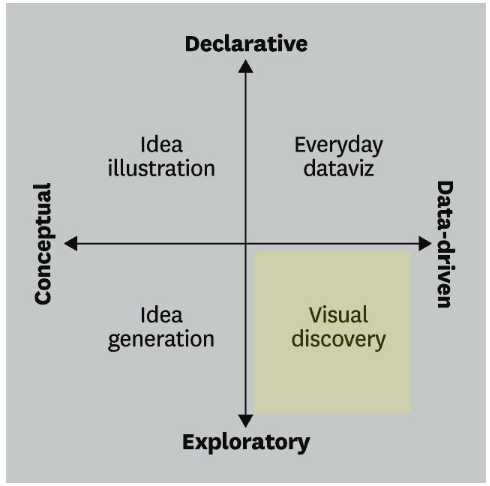 Declarative
Idea
illustration
Everyday
dataviz
Conceptual
Data-driven
Idea
generation
Visual
discovery
Exploratory